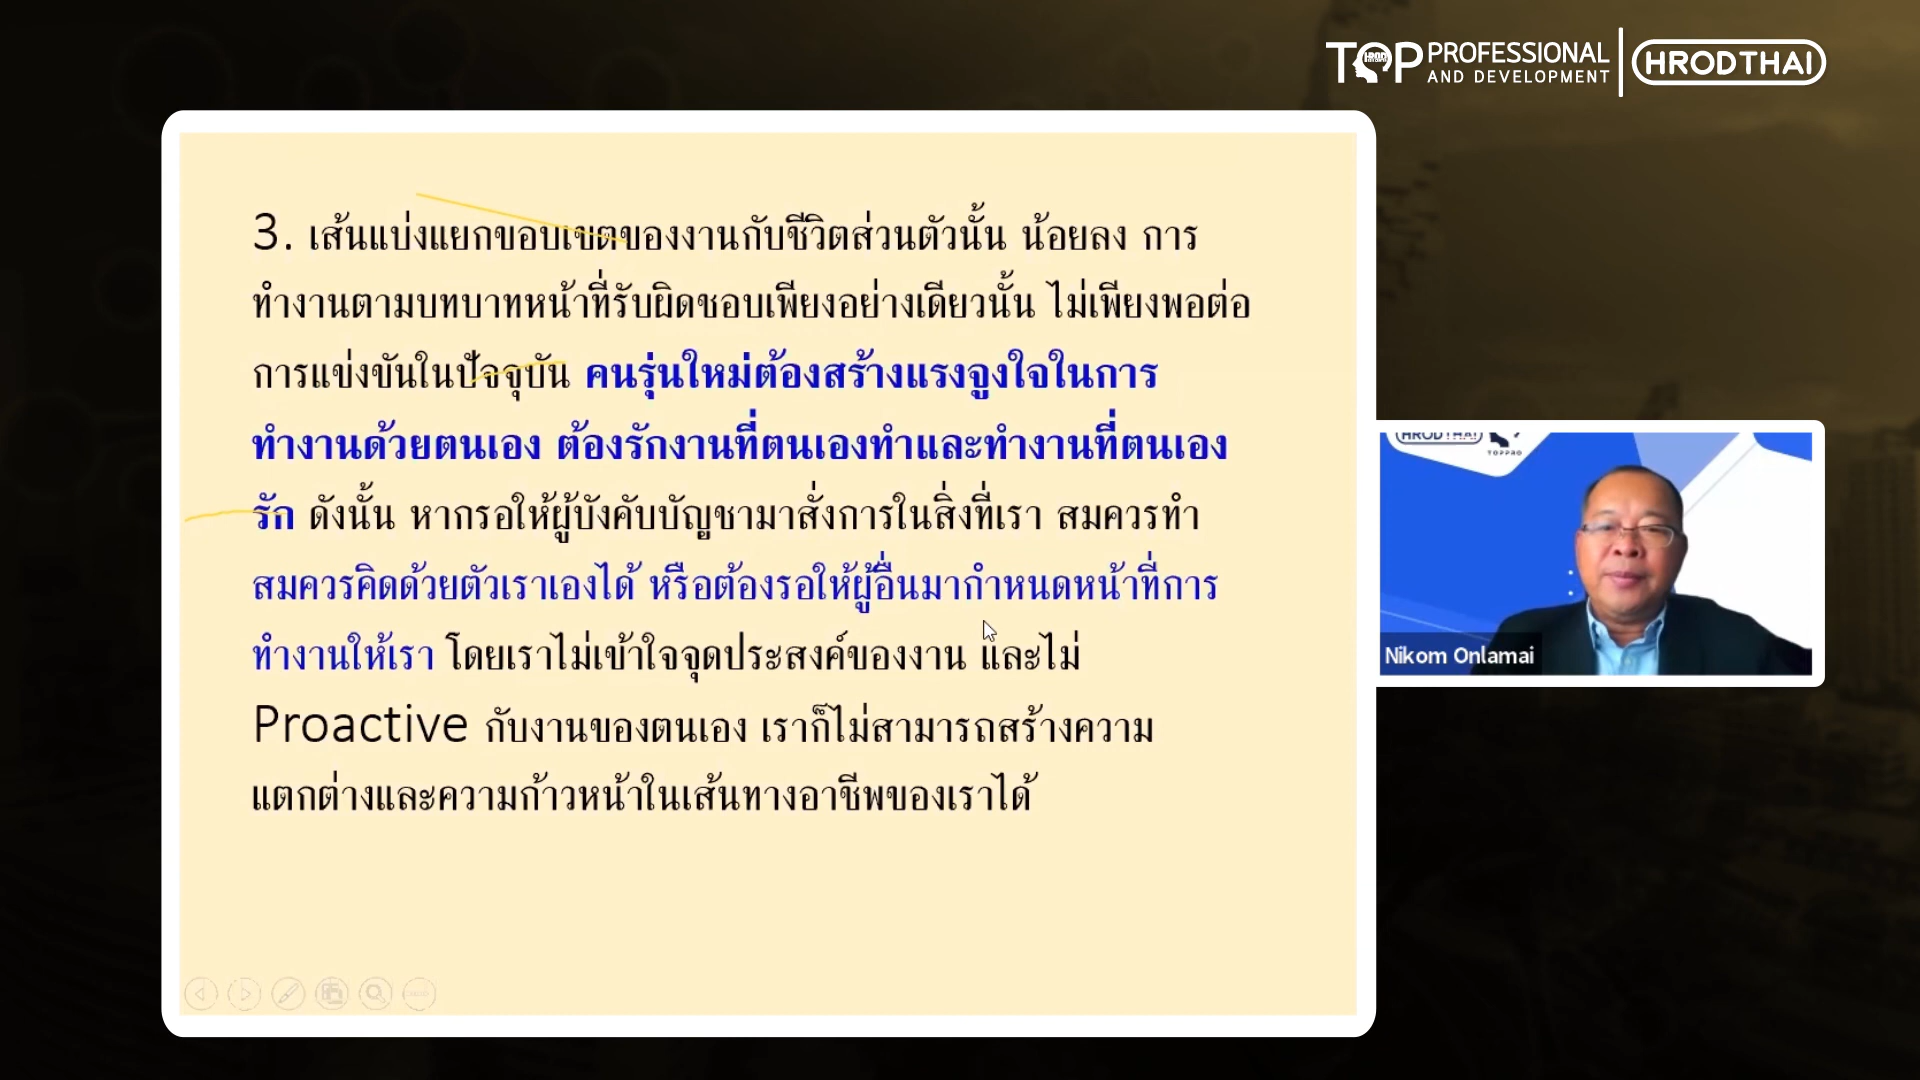 TOP PROFESSIONAL AND DEVELOPMENT | HRODTHAI
3. เส้นแบ่งแยกขอบเขตของงานกับชีวิตส่วนตัวนั้น น้อยลง การ
ทำงานตามบทบาทหน้าที่รับผิดชอบเพียงอย่างเดียวนั้น ไม่เพียงพอต่อ
การแข่งขันในปัจจุบัน คนรุ่นใหม่ต้องสร้างแรงจูงใจในการ
ทำงานด้วยตนเอง ต้องรักงานที่ตนเองทำและทำงานที่ตนเอง
รัก ดังนั้น หากรอให้ผู้บังคับบัญชามาสั่งการในสิ่งที่เรา สมควรทำ
สมควรคิดด้วยตัวเราเองได้ หรือต้องรอให้ผู้อื่นมากำหนดหน้าที่การ
ทำงานให้เรา โดยเราไม่เข้าใจจุดประสงค์ของงาน และไม่
Proactive กับงานของตนเอง เราก็ไม่สามารถสร้างความ
แตกต่างและความก้าวหน้าในเส้นทางอาชีพของเราได้
HRODTHAI
TOPPRO
Nikom Onlamai